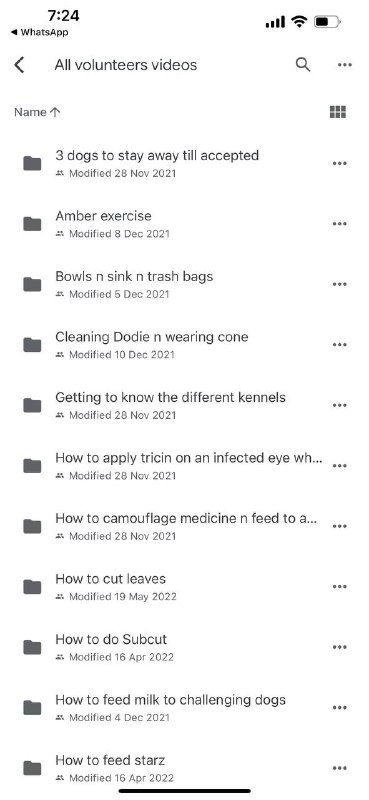 7:24
WhatsApp
All volunteers videos
Name
3 dogs to stay away till accepted
Modified 28 Nov 2021
Amber exercise
Modified 8 Dec 2021
Bowls n sink n trash bags
Modified 5 Dec 2021
Cleaning Dodie n wearing cone
Modified 10 Dec 2021
Getting to know the different kennels
Modified 28 Nov 2021
How to apply tricin on an infected eye wh...
Modified 28 Nov 2021
How to camouflage medicine n feed to a...
Modified 28 Nov 2021
How to cut leaves
Modified 19 May 2022
How to do Subcut
Modified 16 Apr 2022
How to feed milk to challenging dogs
Modified 4 Dec 2021
How to feed starz
Modified 16 Apr 2022